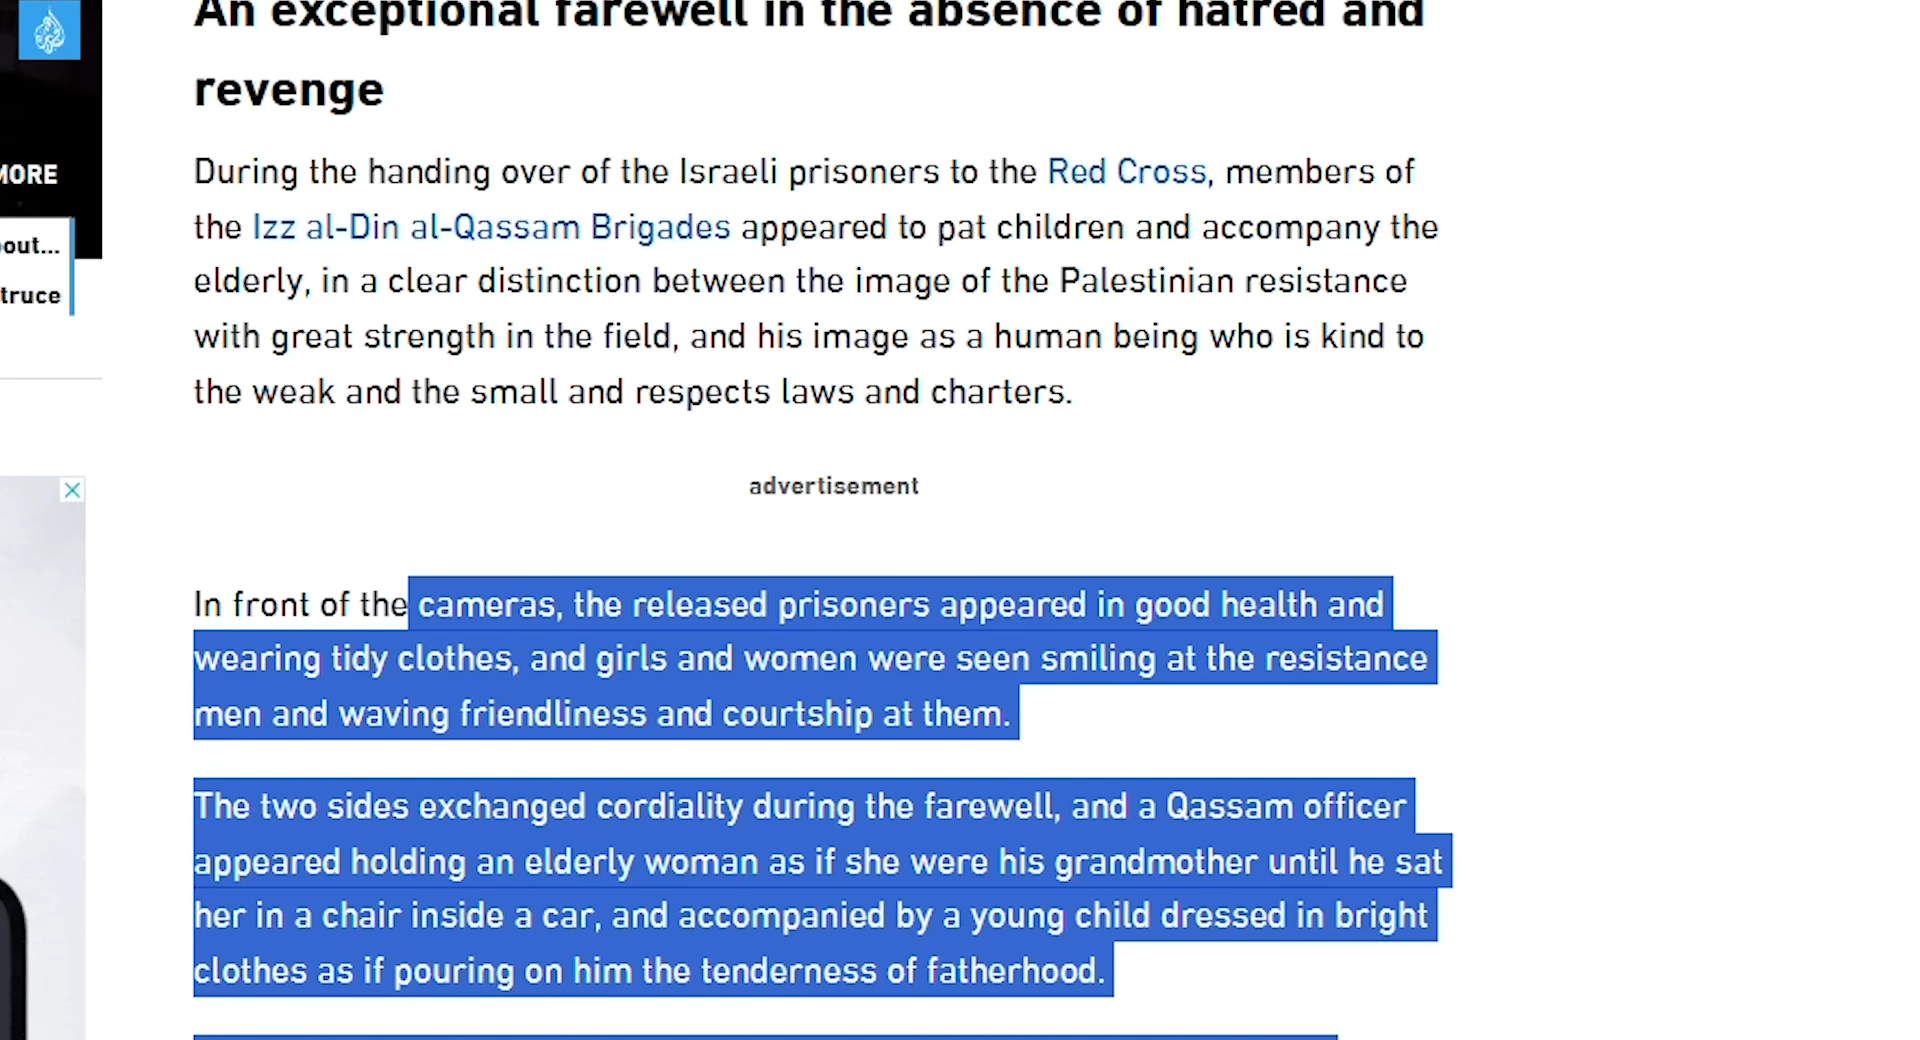 An exceptional farewell in the absence of hatred and
revenge
During the handing over of the Israeli prisoners to the Red Cross, members of
the Izz al-Din al-Qassam Brigades appeared to pat children and accompany the
elderly, in a clear distinction between the image of the Palestinian resistance
with great strength in the field, and his image as a human being who is kind to
the weak and the small and respects laws and charters.
MORE
out...
truce
advertisement
In front of the cameras, the released prisoners appeared in good health and
wearing tidy clothes, and girls and women were seen smiling at the resistance
men and waving friendliness and courtship at them.
The two sides exchanged cordiality during the farewell, and a Qassam officer
appeared holding an elderly woman as if she were his grandmother until he sat
her in a chair inside a car, and accompanied by a young child dressed in bright
clothes as if pouring on him the tenderness of fatherhood.